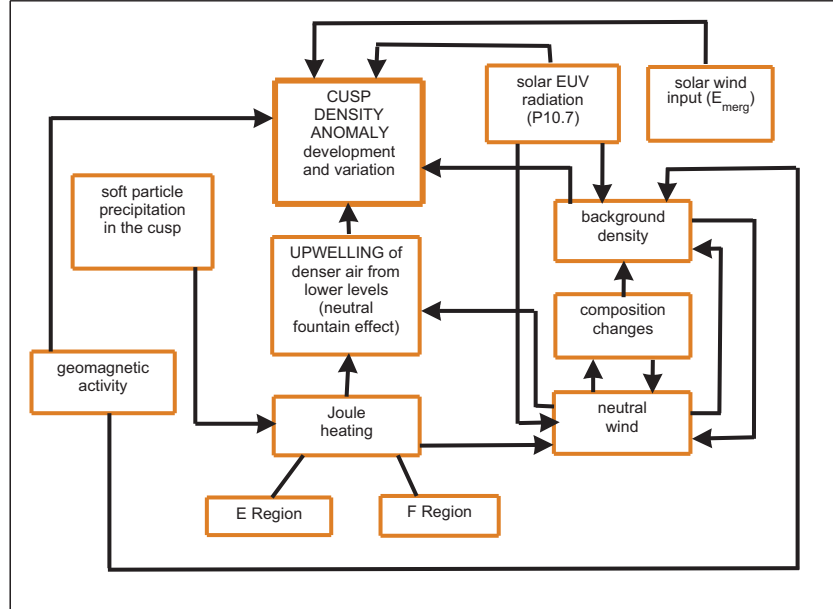 CUSP
DENSITY
ANOMALY
development
and variation
solar EUV
radiation
(P10.7)
solar wind
input (E_merg)
soft particle
precipitation
in the cusp
background
density
UPWELLING of
denser air from
lower levels
(neutral
fountain effect)
composition
changes
geomagnetic
activity
Joule
heating
neutral
wind
E Region
F Region